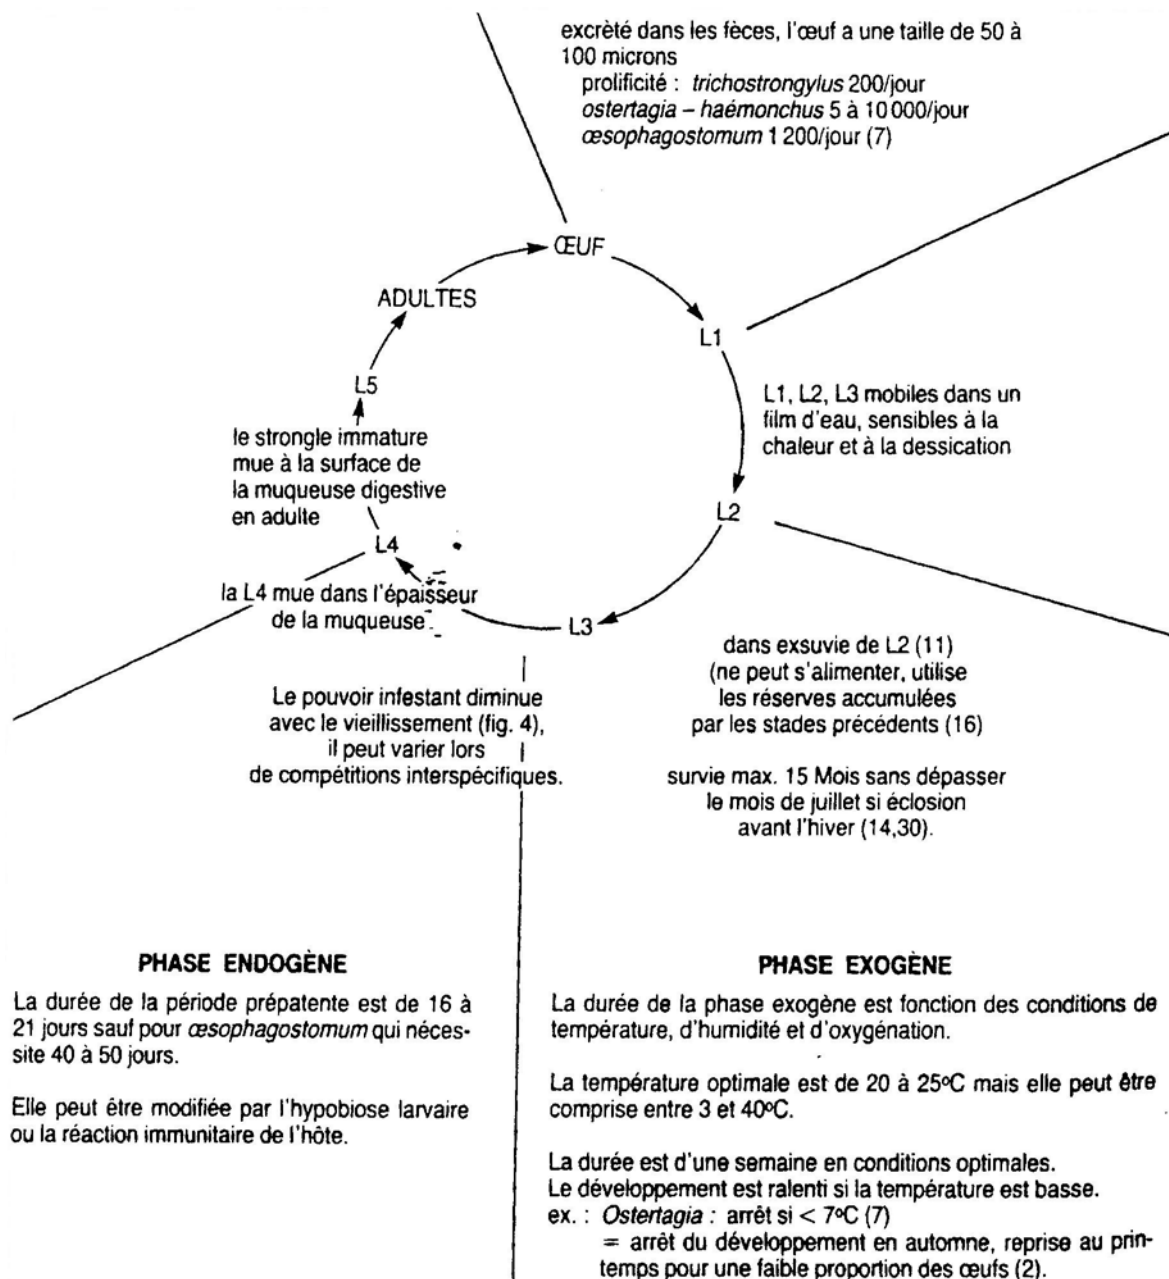 excrèté dans les fèces, l'œuf a une taille de 50 à
100 microns
prolificité : trichostrongylus 200/jour
ostertagia – haémonchus 5 à 10 000/jour
œsophagostomum 1 200/jour (7)
ŒUF
ADULTES
L1
L5
L1, L2, L3 mobiles dans un
film d'eau, sensibles à la
chaleur et à la dessication
le strongle immature
mue à la surface de
la muqueuse digestive
en adulte
L2
L4
la L4 mue dans l'épaisseur
de la muqueuse
L3
dans exsuvie de L2 (11)
(ne peut s'alimenter, utilise
les réserves accumulées
par les stades précédents (16)
survie max. 15 Mois sans dépasser
le mois de juillet si éclosion
avant l'hiver (14,30).
Le pouvoir infestant diminue
avec le vieillissement (fig. 4),
il peut varier lors
de compétitions interspécifiques.
PHASE ENDOGÈNE
La durée de la période prépatente est de 16 à
21 jours sauf pour œsophagostomum qui néces-
site 40 à 50 jours.
Elle peut être modifiée par l'hypobiose larvaire
ou la réaction immunitaire de l'hôte.
PHASE EXOGÈNE
La durée de la phase exogène est fonction des conditions de
température, d'humidité et d'oxygénation.
La température optimale est de 20 à 25ºC mais elle peut être
comprise entre 3 et 40ºC.
La durée est d'une semaine en conditions optimales.
Le développement est ralenti si la température est basse.
ex. : Ostertagia : arrêt si < 7ºC (7)
= arrêt du développement en automne, reprise au prin-
temps pour une faible proportion des œufs (2).